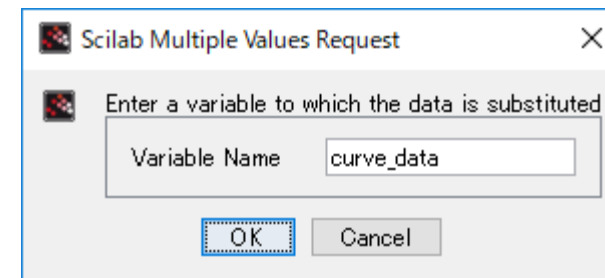 Scilab Multiple Values Request
Enter a variable to which the data is substituted
Variable Name curve_data
OK Cancel